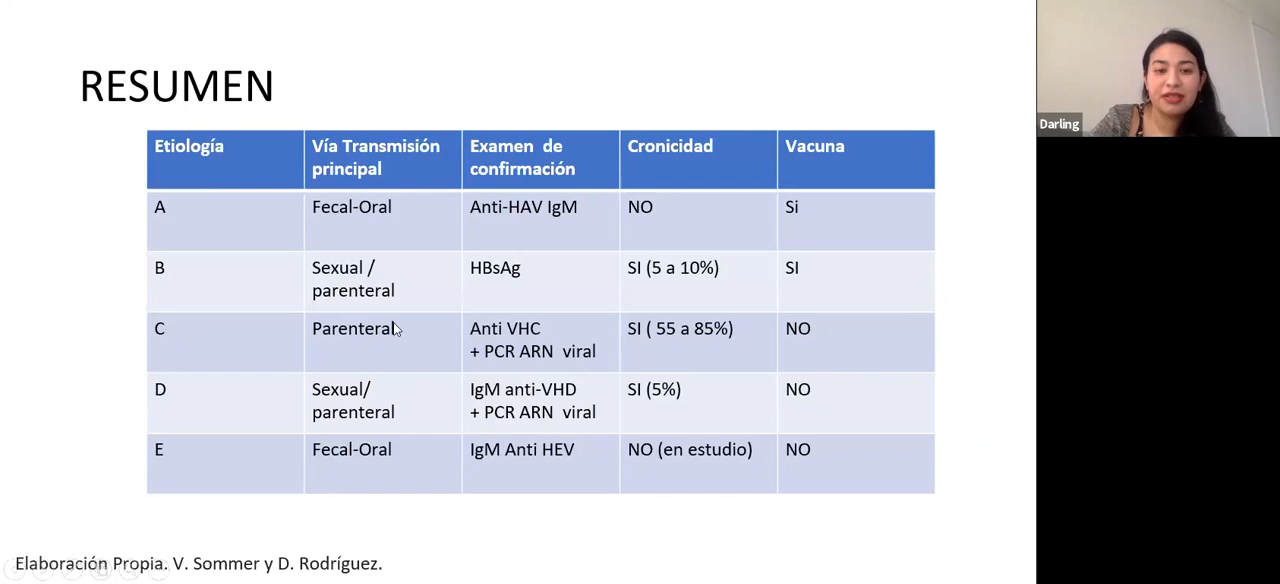 RESUMEN
Etiología
Vía Transmisión
principal
Examen de
confirmación
Cronicidad
Vacuna
A
Fecal-Oral
Anti-HAV IgM
NO
Si
B
Sexual /
parenteral
HBsAg
SI (5 a 10%)
SI
C
Parenteral
Anti VHC
+ PCR ARN viral
SI ( 55 a 85%)
NO
D
Sexual/
parenteral
IgM anti-VHD
+ PCR ARN viral
SI (5%)
NO
E
Fecal-Oral
IgM Anti HEV
NO (en estudio)
NO
Elaboración Propia. V. Sommer y D. Rodríguez.
Darling